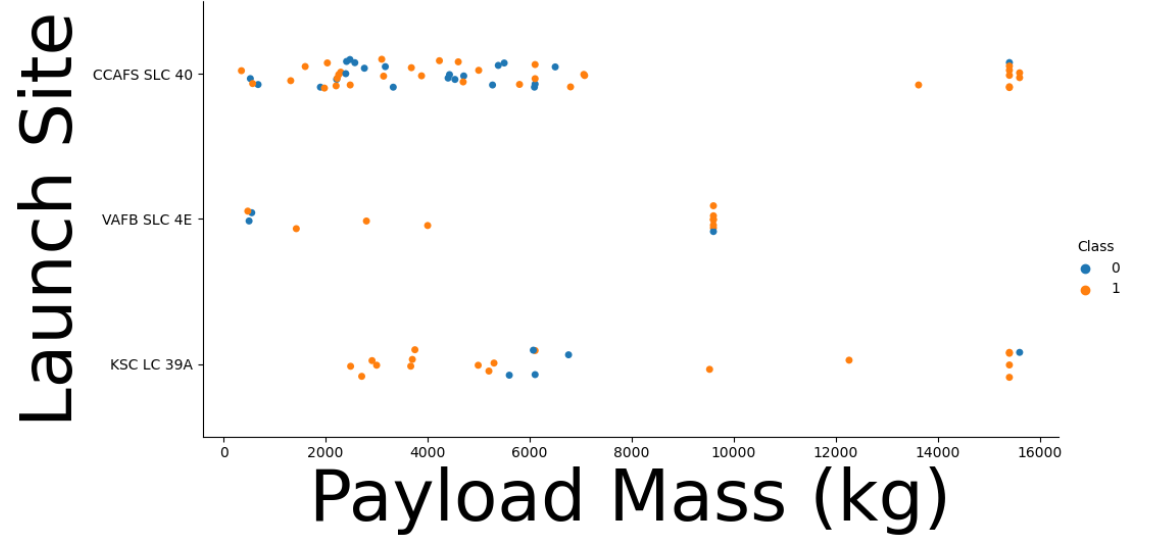 Launch Site
CCAFS SLC 40
VAFB SLC 4E
KSC LC 39A
Class
0
1
0 2000 4000 6000 8000 10000 12000 14000 16000
Payload Mass (kg)